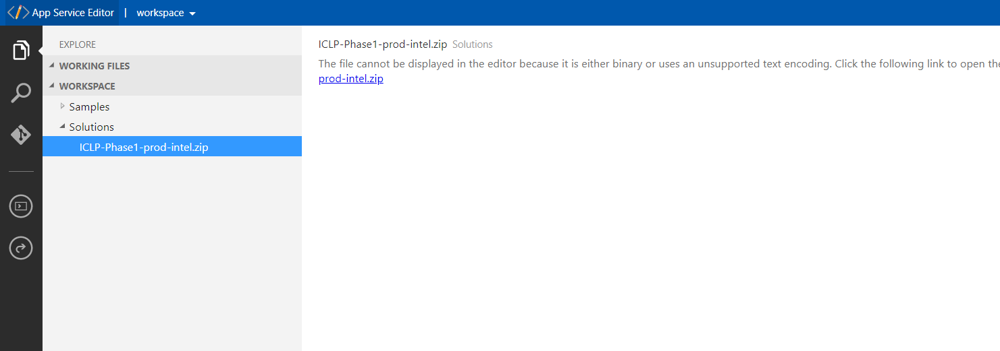 App Service Editor | workspace
EXPLORE
WORKING FILES
WORKSPACE
Samples
Solutions
ICLP-Phase1-prod-intel.zip
ICLP-Phase1-prod-intel.zip Solutions
The file cannot be displayed in the editor because it is either binary or uses an unsupported text encoding. Click the following link to open the
prod-intel.zip